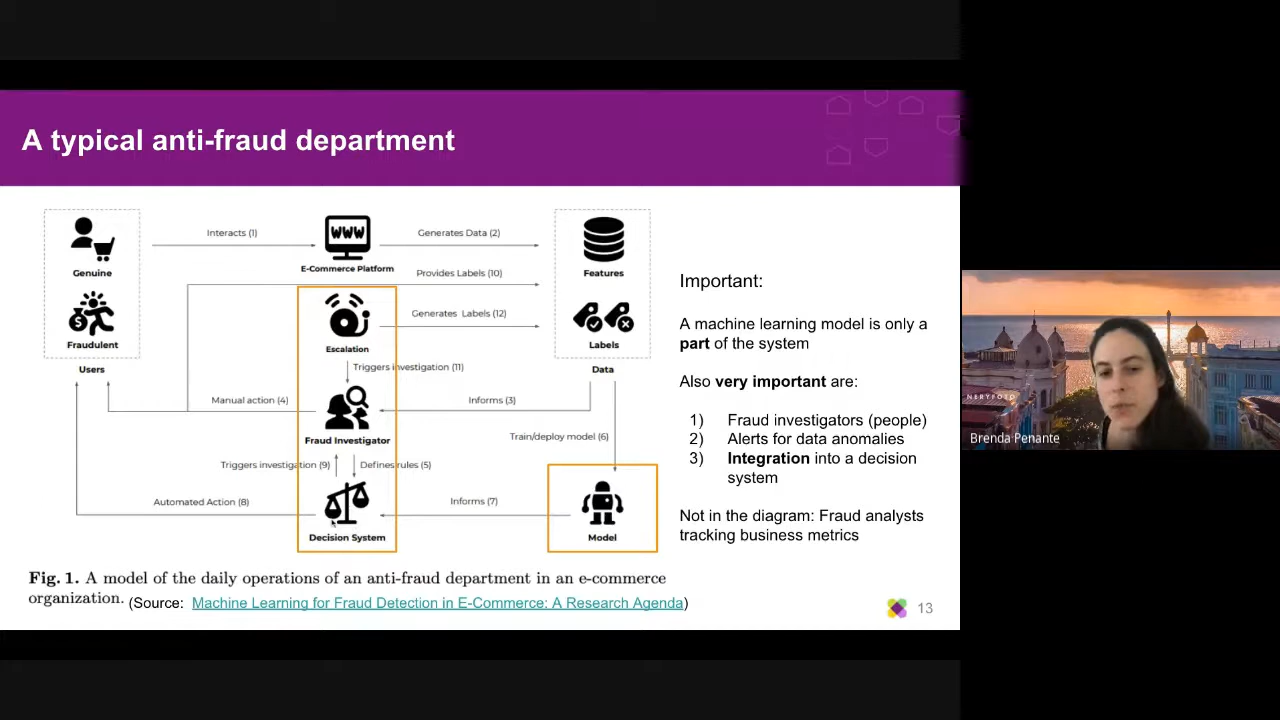 A typical anti-fraud department
Interacts (1)
WWW
Generates Data (2)
Genuine
E-Commerce Platform
Features
Provides Labels (10)
Generates Labels (12)
$
Fraudulent
Escalation
Labels
Users
Triggers investigation (11)
Data
Manual action (4)
Informs (3)
Fraud Investigator
Train/deploy model (6)
Triggers investigation (9)
Defines rules (5)
Automated Action (8)
Informs (7)
Decision System
Model
Important:
A machine learning model is only a
part of the system
Also very important are:
1) Fraud investigators (people)
2) Alerts for data anomalies
3) Integration into a decision
system
Not in the diagram: Fraud analysts
tracking business metrics
Fig. 1. A model of the daily operations of an anti-fraud department in an e-commerce
organization. (Source: Machine Learning for Fraud Detection in E-Commerce: A Research Agenda)
13
NERYFOTO
Brenda Penante